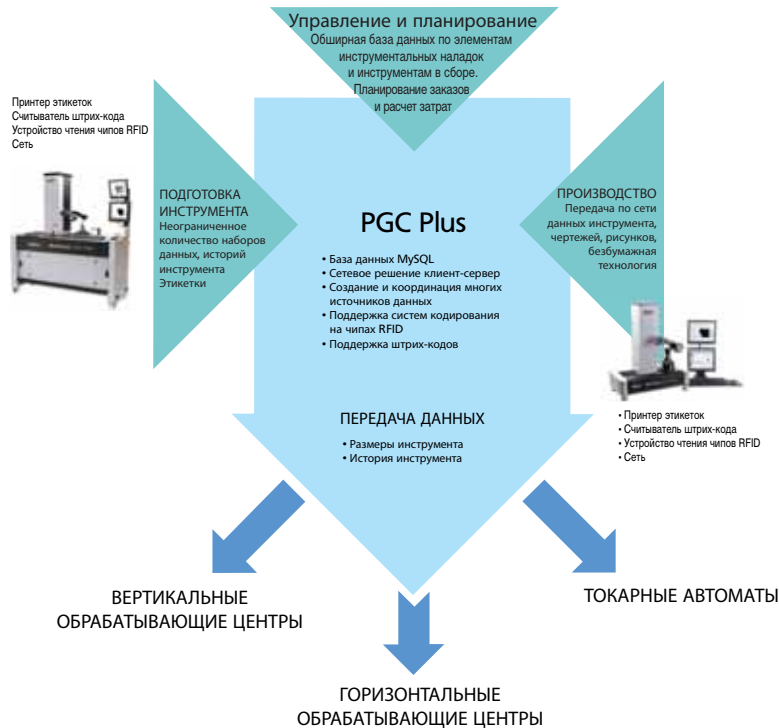 Управление и планирование
Обширная база данных по элементам
инструментальных наладок
и инструментам в сборе.
Планирование заказов
и расчет затрат
Принтер этикеток
Считыватель штрих-кода
Устройство чтения чипов RFID
Сеть
ПОДГОТОВКА
ИНСТРУМЕНТА
Неограниченное
количество наборов
данных, историй
инструмента
Этикетки
PGC Plus
• База данных MySQL
• Сетевое решение клиент-сервер
• Создание и координация многих
источников данных
• Поддержка систем кодирования
на чипах RFID
• Поддержка штрих-кодов
ПРОИЗВОДСТВО
Передача по сети
данных инструмента,
чертежей, рисунков,
безбумажная
технология
• Принтер этикеток
• Считыватель штрих-кода
• Устройство чтения чипов RFID
• Сеть
ПЕРЕДАЧА ДАННЫХ
• Размеры инструмента
• История инструмента
ВЕРТИКАЛЬНЫЕ
ОБРАБАТЫВАЮЩИЕ ЦЕНТРЫ
ТОКАРНЫЕ АВТОМАТЫ
ГОРИЗОНТАЛЬНЫЕ
ОБРАБАТЫВАЮЩИЕ ЦЕНТРЫ